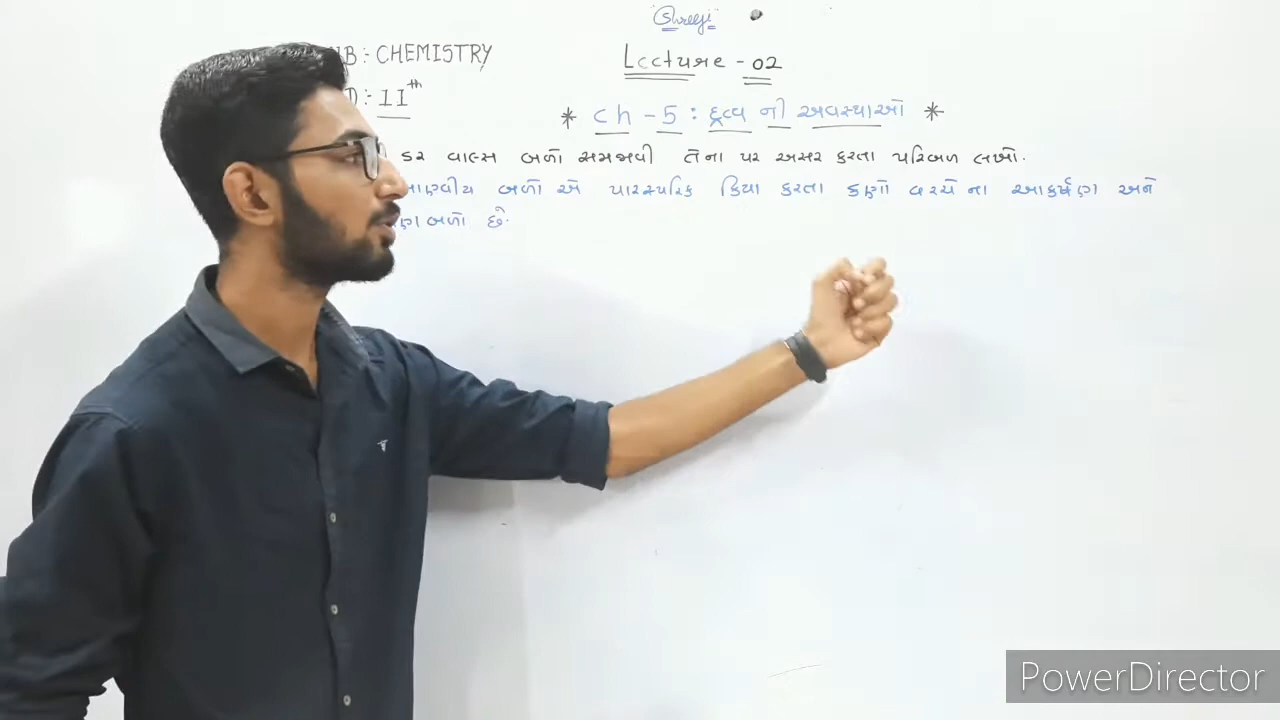 Shreeji
UB:- CHEMISTRY
Lecture - 02
D: 11th
* Ch - 5 : દ્રવ્ય ની અવસ્થાઓ *
ડર વાલ્સ બળો સમજાવી તેના પર અસર કરતા પરિબળ લખો.
આણ્વીય બળો એ પારસ્પરિક ક્રિયા કરતા કણો વચ્ચે ના આકર્ષણ અને
બળો છે.
PowerDirector